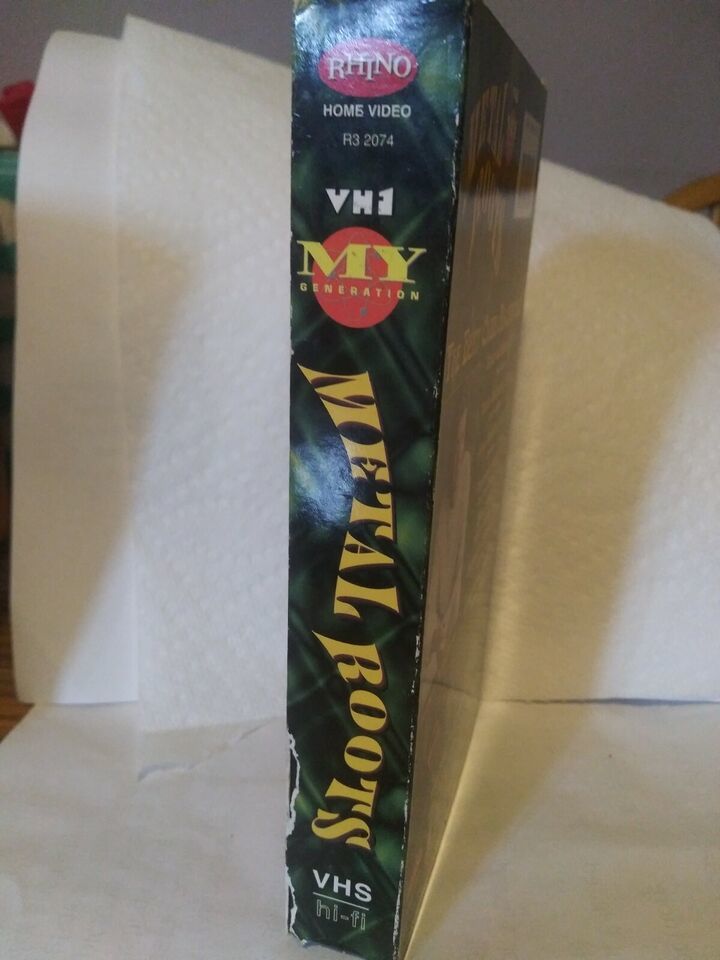 RHINO
HOME VIDEO
R3 2074
VH1
MY
GENERATION
METAL ROOTS
VHS
hi-fi